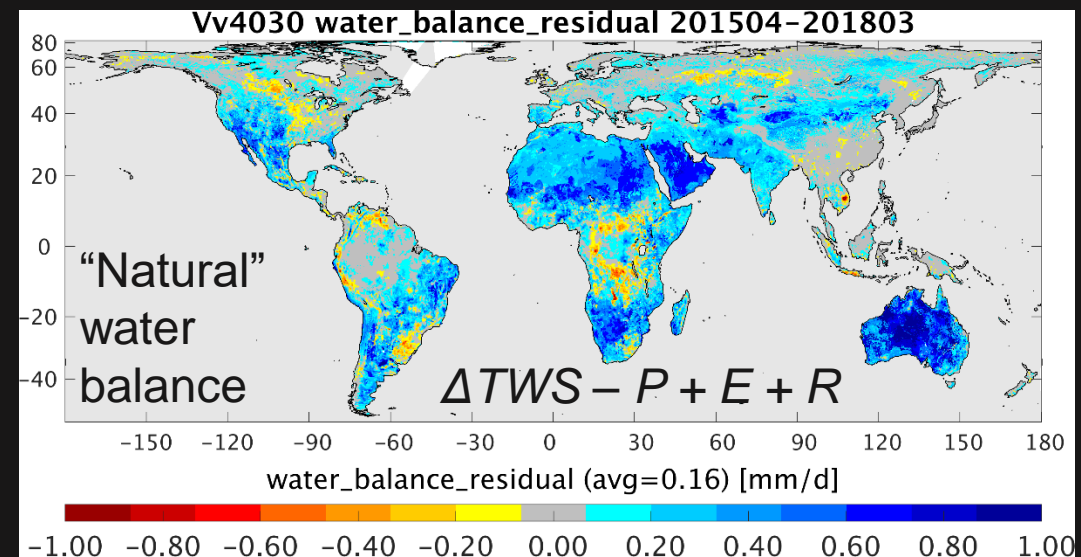 Vv4030 water_balance_residual 201504-201803
80
60
40
20
0
-20
-40
“Natural”
water
balance
ΔTWS – P + E + R
-150 -120 -90 -60 -30 0 30 60 90 120 150 180
water_balance_residual (avg=0.16) [mm/d]
-1.00 -0.80 -0.60 -0.40 -0.20 0.00 0.20 0.40 0.60 0.80 1.00